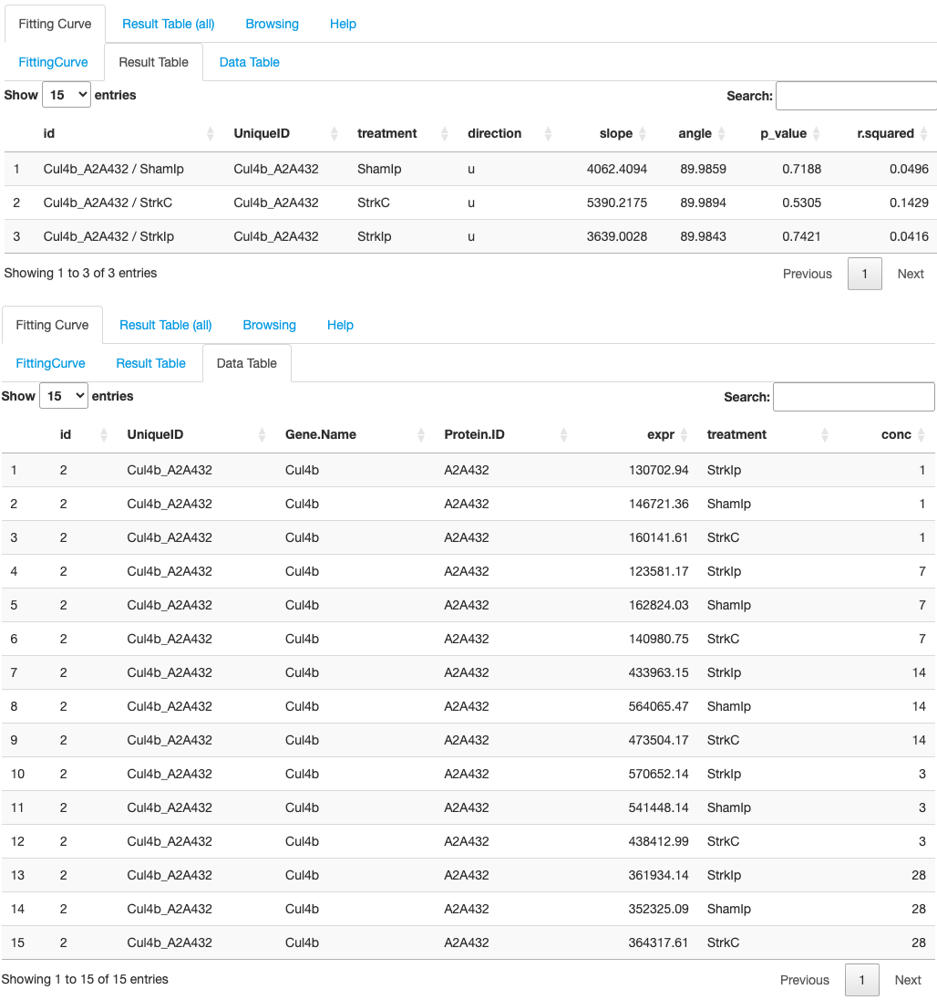 Fitting Curve Result Table (all) Browsing Help
FittingCurve Result Table Data Table
Show 15 entries Search:
id UniqueID treatment direction slope angle p_value r.squared
1 Cul4b_A2A432 / ShamIp Cul4b_A2A432 ShamIp u 4062.4094 89.9859 0.7188 0.0496
2 Cul4b_A2A432 / StrkC Cul4b_A2A432 StrkC u 5390.2175 89.9894 0.5305 0.1429
3 Cul4b_A2A432 / StrkIp Cul4b_A2A432 StrkIp u 3639.0028 89.9843 0.7421 0.0416
Showing 1 to 3 of 3 entries Previous 1 Next
Fitting Curve Result Table (all) Browsing Help
FittingCurve Result Table Data Table
Show 15 entries Search:
id UniqueID Gene.Name Protein.ID expr treatment conc
1 2 Cul4b_A2A432 Cul4b A2A432 130702.94 StrkIp 1
2 2 Cul4b_A2A432 Cul4b A2A432 146721.36 ShamIp 1
3 2 Cul4b_A2A432 Cul4b A2A432 160141.61 StrkC 1
4 2 Cul4b_A2A432 Cul4b A2A432 123581.17 StrkIp 7
5 2 Cul4b_A2A432 Cul4b A2A432 162824.03 ShamIp 7
6 2 Cul4b_A2A432 Cul4b A2A432 140980.75 StrkC 7
7 2 Cul4b_A2A432 Cul4b A2A432 433963.15 StrkIp 14
8 2 Cul4b_A2A432 Cul4b A2A432 564065.47 ShamIp 14
9 2 Cul4b_A2A432 Cul4b A2A432 473504.17 StrkC 14
10 2 Cul4b_A2A432 Cul4b A2A432 570652.14 StrkIp 3
11 2 Cul4b_A2A432 Cul4b A2A432 541448.14 ShamIp 3
12 2 Cul4b_A2A432 Cul4b A2A432 438412.99 StrkC 3
13 2 Cul4b_A2A432 Cul4b A2A432 361934.14 StrkIp 28
14 2 Cul4b_A2A432 Cul4b A2A432 352325.09 ShamIp 28
15 2 Cul4b_A2A432 Cul4b A2A432 364317.61 StrkC 28
Showing 1 to 15 of 15 entries Previous 1 Next